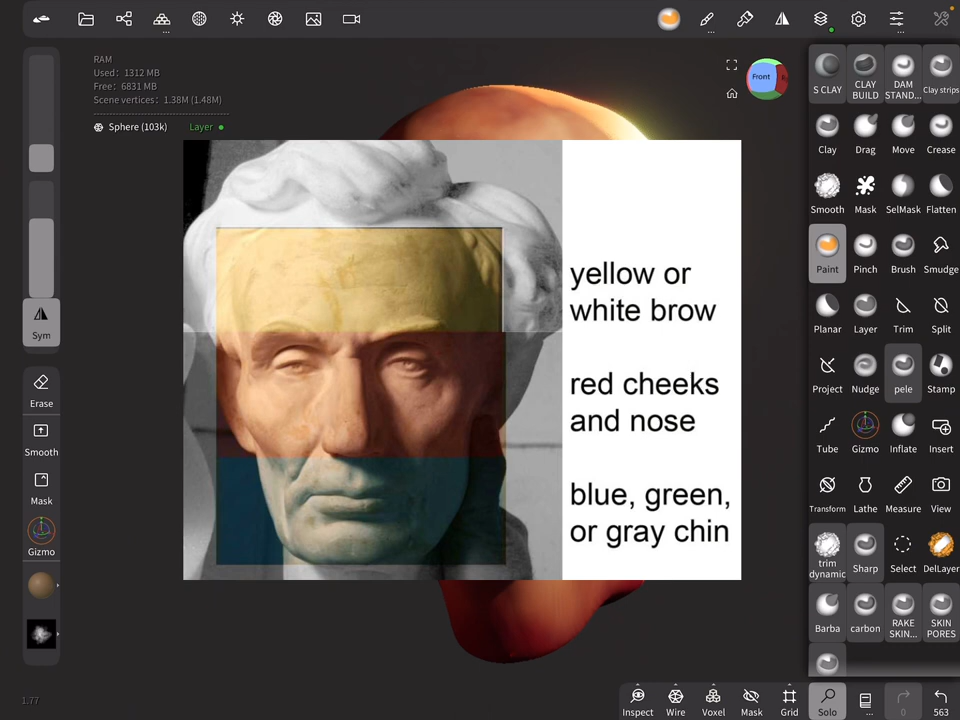 RAM
Used: 1312 MB
Free: 6831 MB
Scene vertices: 1.38M (1.48M)
Sphere (103k) Layer
Front
yellow or
white brow
red cheeks
and nose
blue, green,
or gray chin
Sym
Erase
Smooth
Mask
Gizmo
1.77
S CLAY
CLAY
BUILD
DAM
STAND...
Clay strips
Clay Drag Move Crease
Smooth Mask SelMask Flatten
Paint Pinch Brush Smudge
Planar Layer Trim Split
Project Nudge pele Stamp
Tube Gizmo Inflate Insert
Transform Lathe Measure View
trim
dynamic
Sharp Select DelLayer
Barba carbon
RAKE
SKIN...
SKIN
PORES
Inspect Wire Voxel Mask Grid Solo ... 0 563